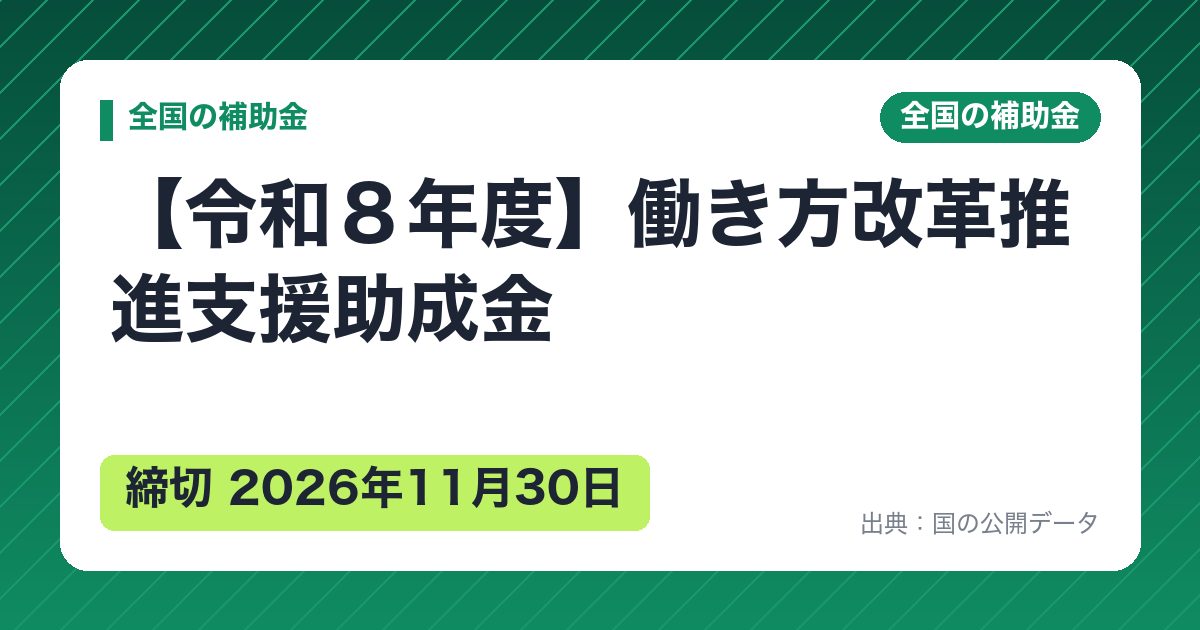 全国の補助金
全国の補助金
【令和８年度】働き方改革推
進支援助成金
締切 2026年11月30日
出典：国の公開データ